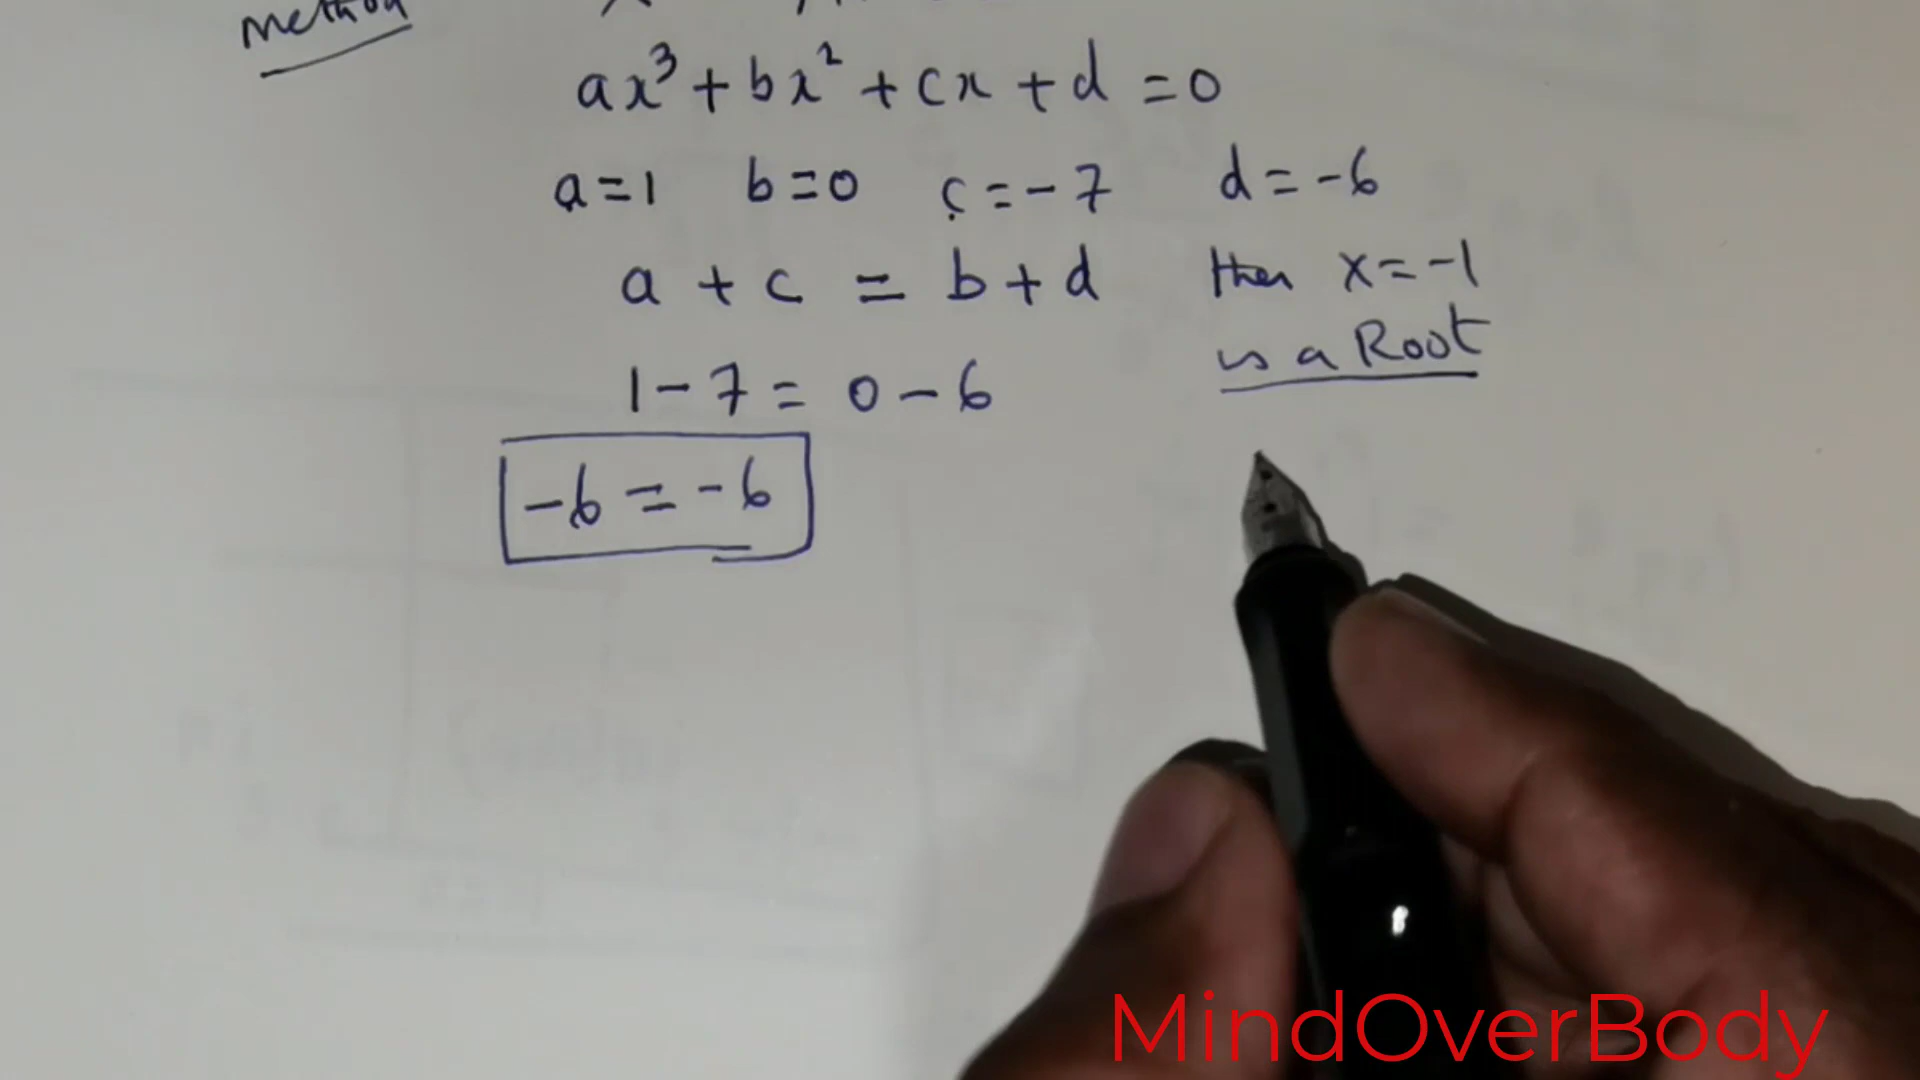 Method
ax³ + bx² + cx + d = 0
a = 1 b = 0 c = -7 d = -6
a + c = b + d then x = -1
is a Root
1 - 7 = 0 - 6
-6 = -6
MindOverBody